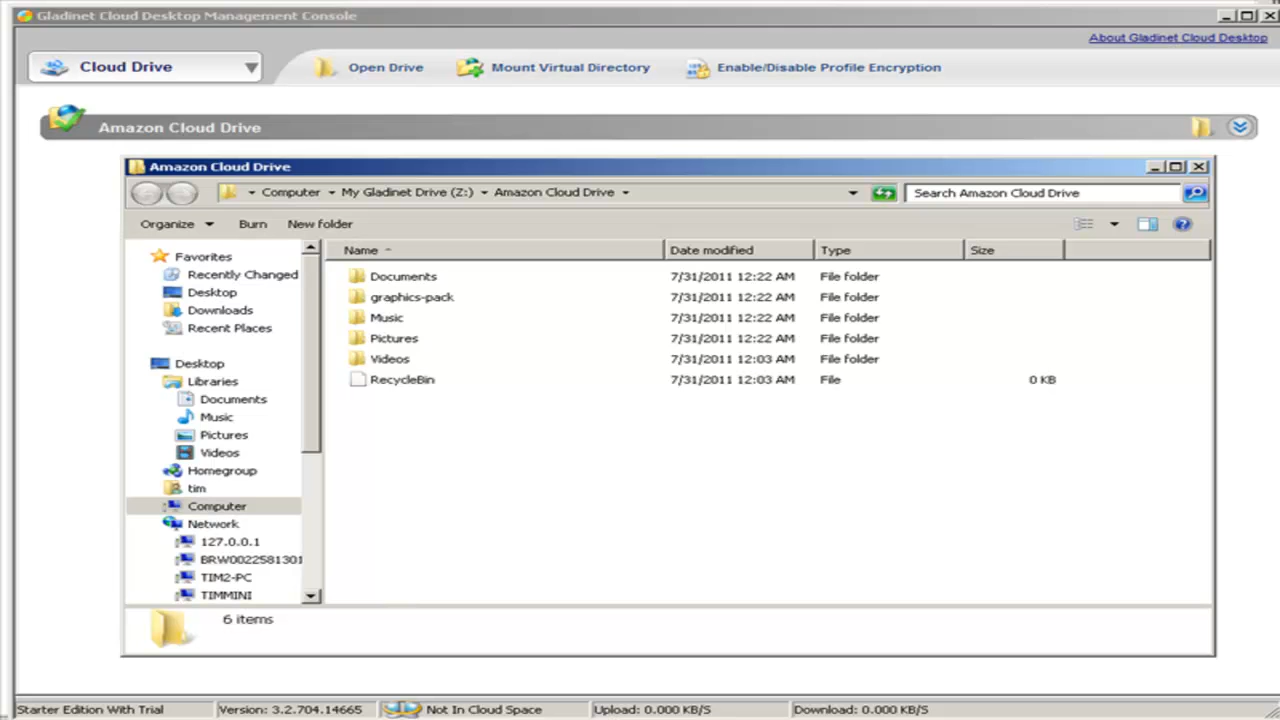 Gladinet Cloud Desktop Management Console
About Gladinet Cloud Desktop
Cloud Drive Open Drive Mount Virtual Directory Enable/Disable Profile Encryption
Amazon Cloud Drive
Amazon Cloud Drive
Computer My Gladinet Drive (Z:) Amazon Cloud Drive Search Amazon Cloud Drive
Organize Burn New folder
Favorites
Recently Changed
Desktop
Downloads
Recent Places
Desktop
Libraries
Documents
Music
Pictures
Videos
Homegroup
tim
Computer
Network
127.0.0.1
BRW0022581301
TIM2-PC
TIMMINI
Name Date modified Type Size
Documents 7/31/2011 12:22 AM File folder
graphics-pack 7/31/2011 12:22 AM File folder
Music 7/31/2011 12:22 AM File folder
Pictures 7/31/2011 12:22 AM File folder
Videos 7/31/2011 12:03 AM File folder
RecycleBin 7/31/2011 12:03 AM File 0 KB
6 items
Starter Edition With Trial Version: 3.2.704.14665 Not In Cloud Space Upload: 0.000 KB/S Download: 0.000 KB/S